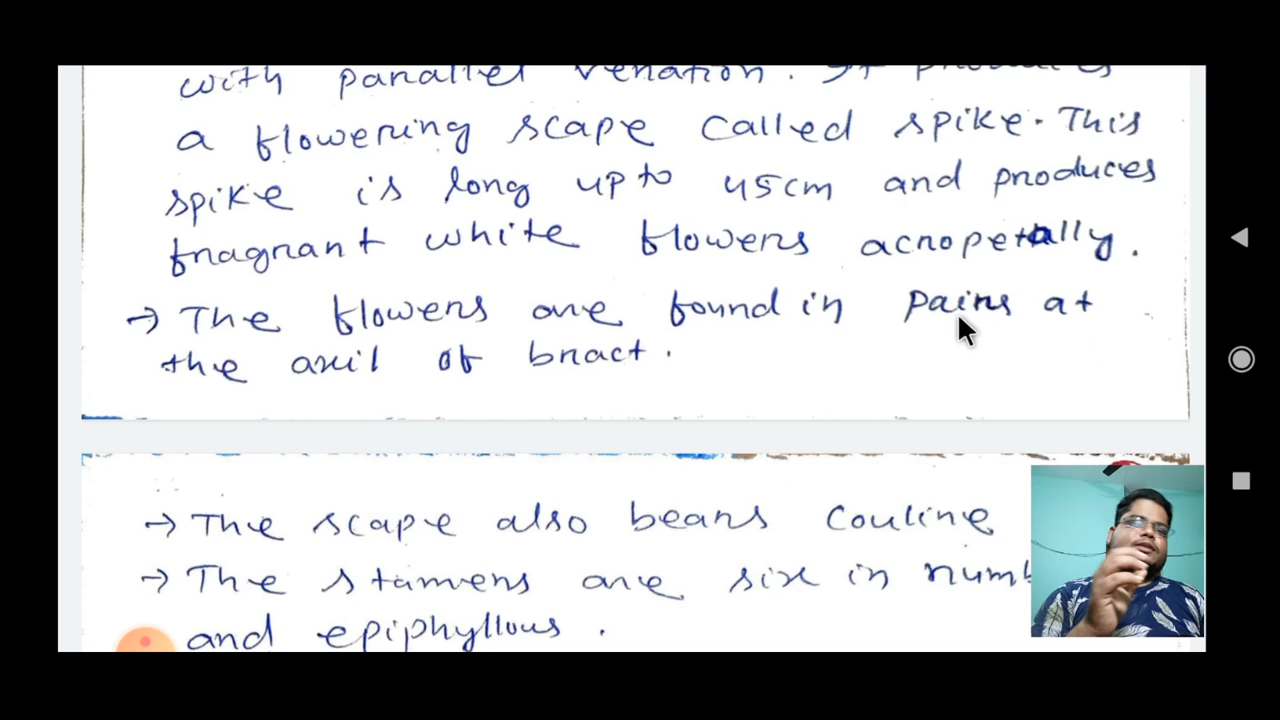 with parallel venation. It produces
a flowering scape called spike. This
spike is long upto 45cm and produces
fragrant white flowers acropetally.
→ The flowers are found in pairs at
the axil of bract.
→ The scape also bears couline
→ The stamens are six in numb
and epiphyllous.